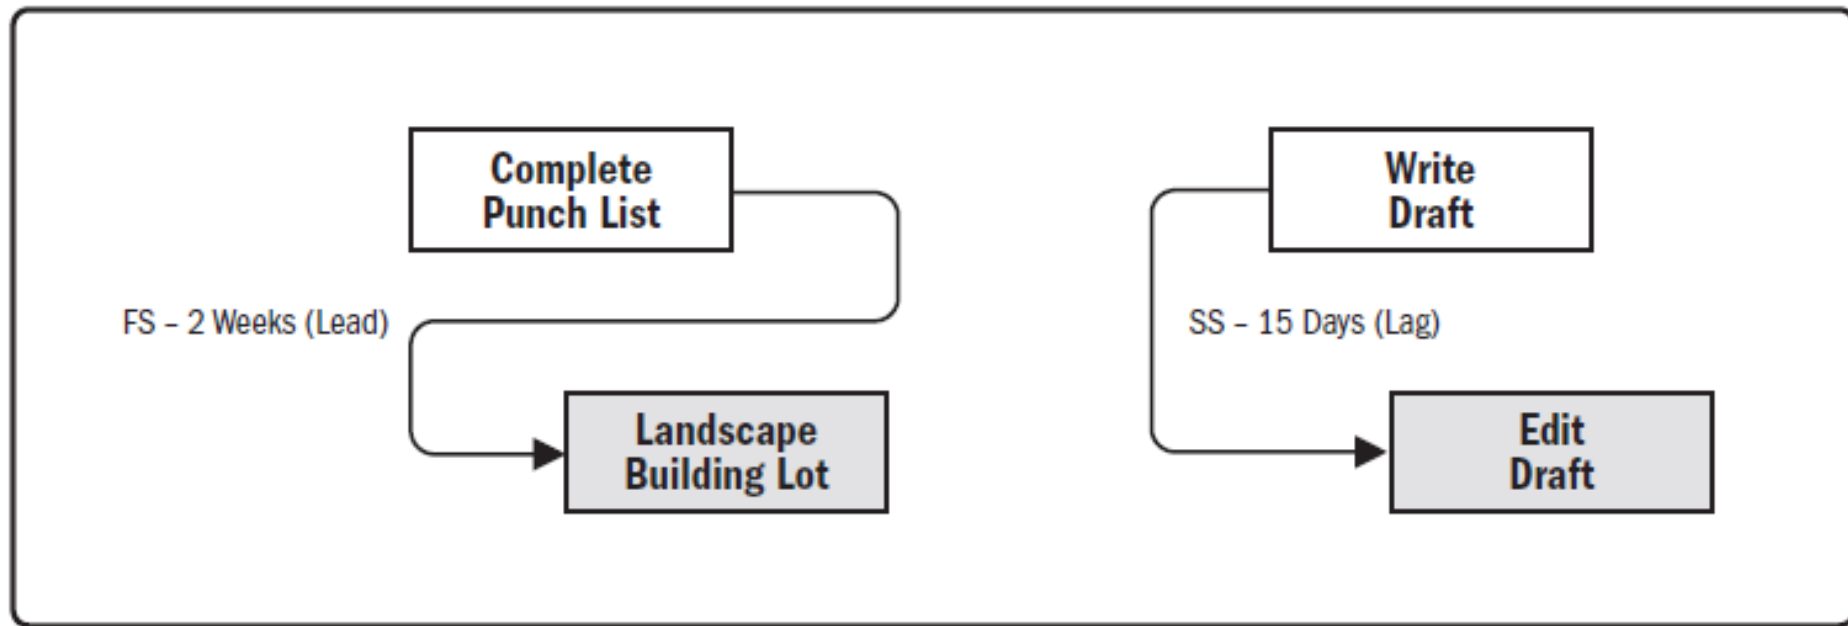 Complete
Punch List
FS – 2 Weeks (Lead)
Landscape
Building Lot
Write
Draft
SS – 15 Days (Lag)
Edit
Draft